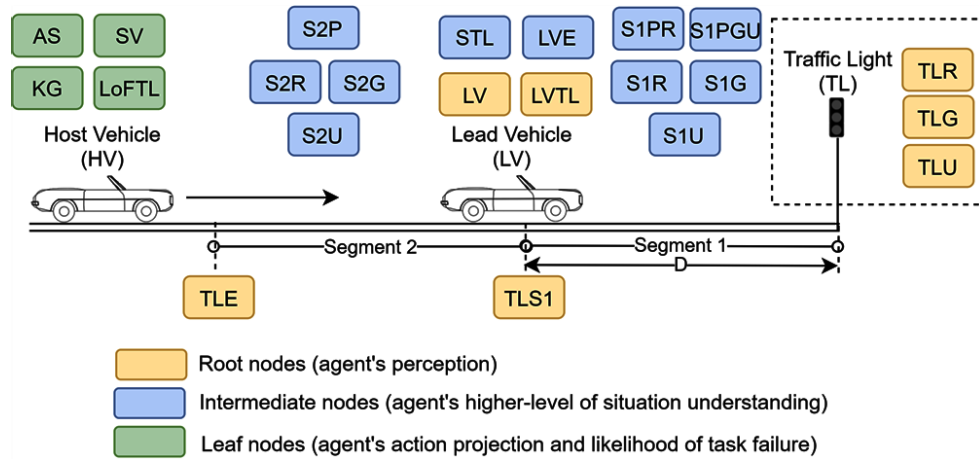 AS
SV
KG
LoFTL
Host Vehicle
(HV)
S2P
S2R
S2G
S2U
STL
LVE
LV
LVTL
Lead Vehicle
(LV)
S1PR
S1PGU
S1R
S1G
S1U
Traffic Light
(TL)
TLR
TLG
TLU
Segment 2
Segment 1
D
TLE
TLS1
Root nodes (agent's perception)
Intermediate nodes (agent's higher-level of situation understanding)
Leaf nodes (agent's action projection and likelihood of task failure)